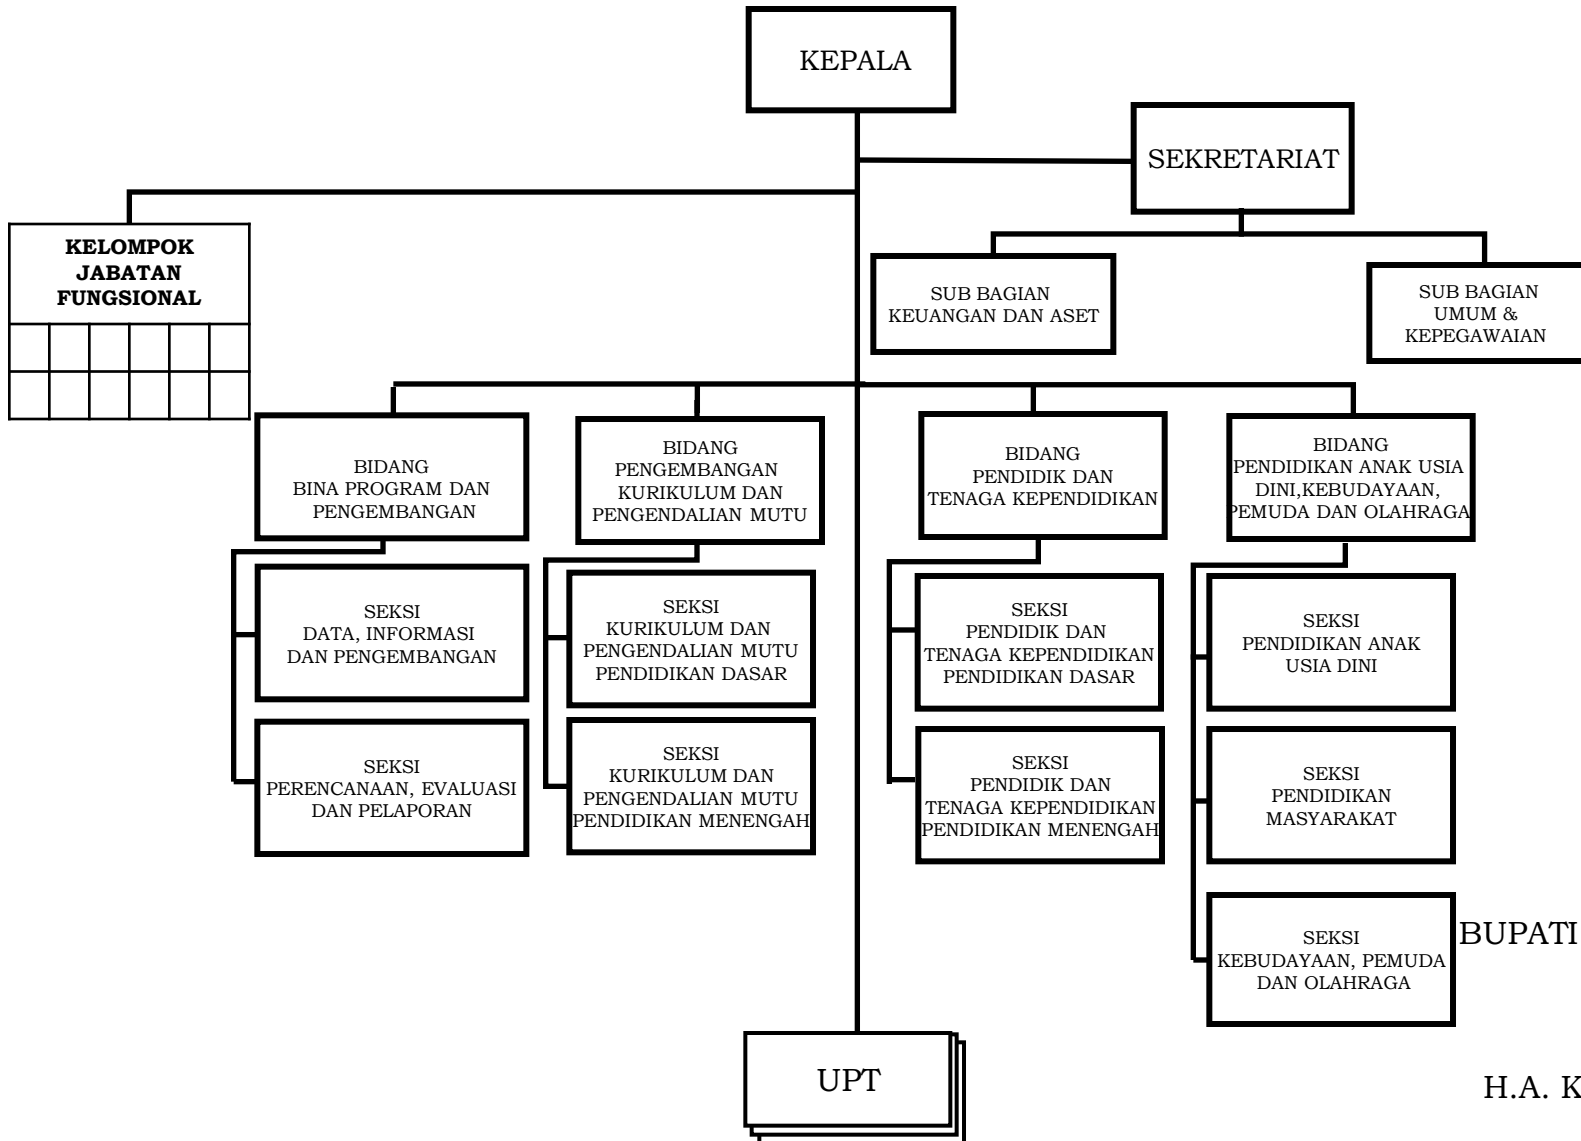 KEPALA
SEKRETARIAT
KELOMPOK
JABATAN
FUNGSIONAL
SUB BAGIAN
KEUANGAN DAN ASET
SUB BAGIAN
UMUM &
KEPEGAWAIAN
BIDANG
BINA PROGRAM DAN
PENGEMBANGAN
BIDANG
PENGEMBANGAN
KURIKULUM DAN
PENGENDALIAN MUTU
BIDANG
PENDIDIK DAN
TENAGA KEPENDIDIKAN
BIDANG
PENDIDIKAN ANAK USIA
DINI,KEBUDAYAAN,
PEMUDA DAN OLAHRAGA
SEKSI
DATA, INFORMASI
DAN PENGEMBANGAN
SEKSI
KURIKULUM DAN
PENGENDALIAN MUTU
PENDIDIKAN DASAR
SEKSI
PENDIDIK DAN
TENAGA KEPENDIDIKAN
PENDIDIKAN DASAR
SEKSI
PENDIDIKAN ANAK
USIA DINI
SEKSI
PERENCANAAN, EVALUASI
DAN PELAPORAN
SEKSI
KURIKULUM DAN
PENGENDALIAN MUTU
PENDIDIKAN MENENGAH
SEKSI
PENDIDIK DAN
TENAGA KEPENDIDIKAN
PENDIDIKAN MENENGAH
SEKSI
PENDIDIKAN
MASYARAKAT
SEKSI
KEBUDAYAAN, PEMUDA
DAN OLAHRAGA
BUPATI
UPT
H.A. K